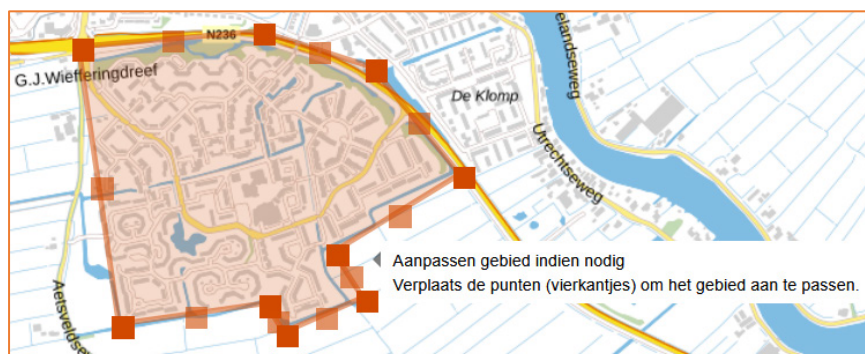 N236
G.J.Wiefferingdreef
De Klomp
elandseweg
Utrechtseweg
Aanpassen gebied indien nodig
Verplaats de punten (vierkantjes) om het gebied aan te passen.
Aetsveldsew